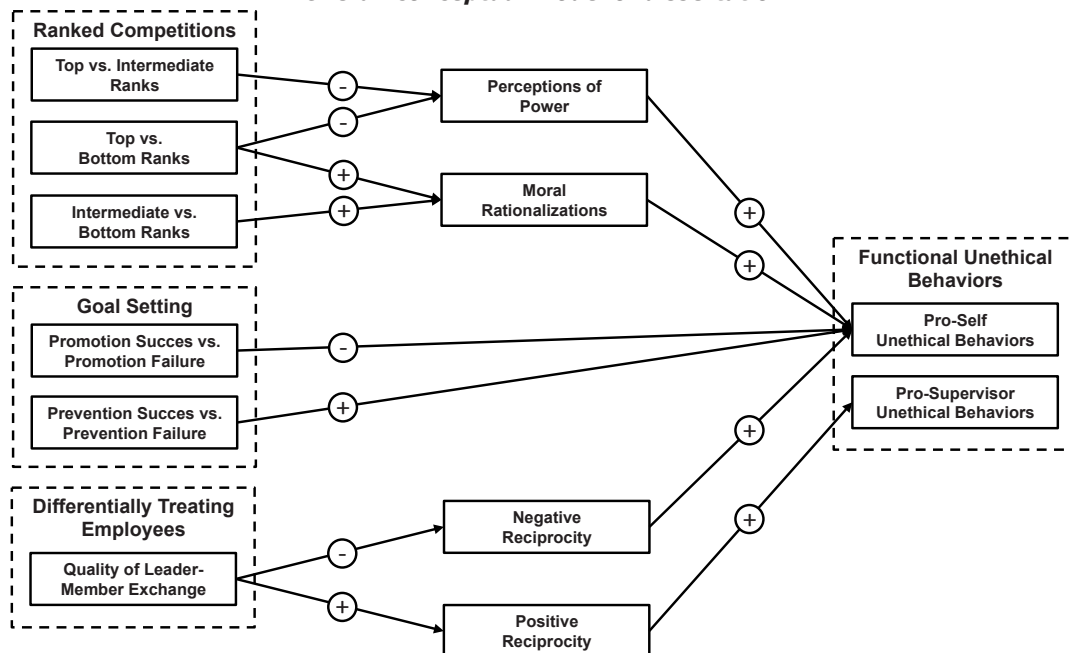 Ranked Competitions
Top vs. Intermediate
Ranks
Top vs.
Bottom Ranks
Intermediate vs.
Bottom Ranks
-
-
+
+
Perceptions of
Power
Moral
Rationalizations
+
+
Goal Setting
Promotion Succes vs.
Promotion Failure
Prevention Succes vs.
Prevention Failure
-
+
Functional Unethical
Behaviors
Pro-Self
Unethical Behaviors
Pro-Supervisor
Unethical Behaviors
Differentially Treating
Employees
Quality of Leader-
Member Exchange
-
+
Negative
Reciprocity
Positive
Reciprocity
+
+